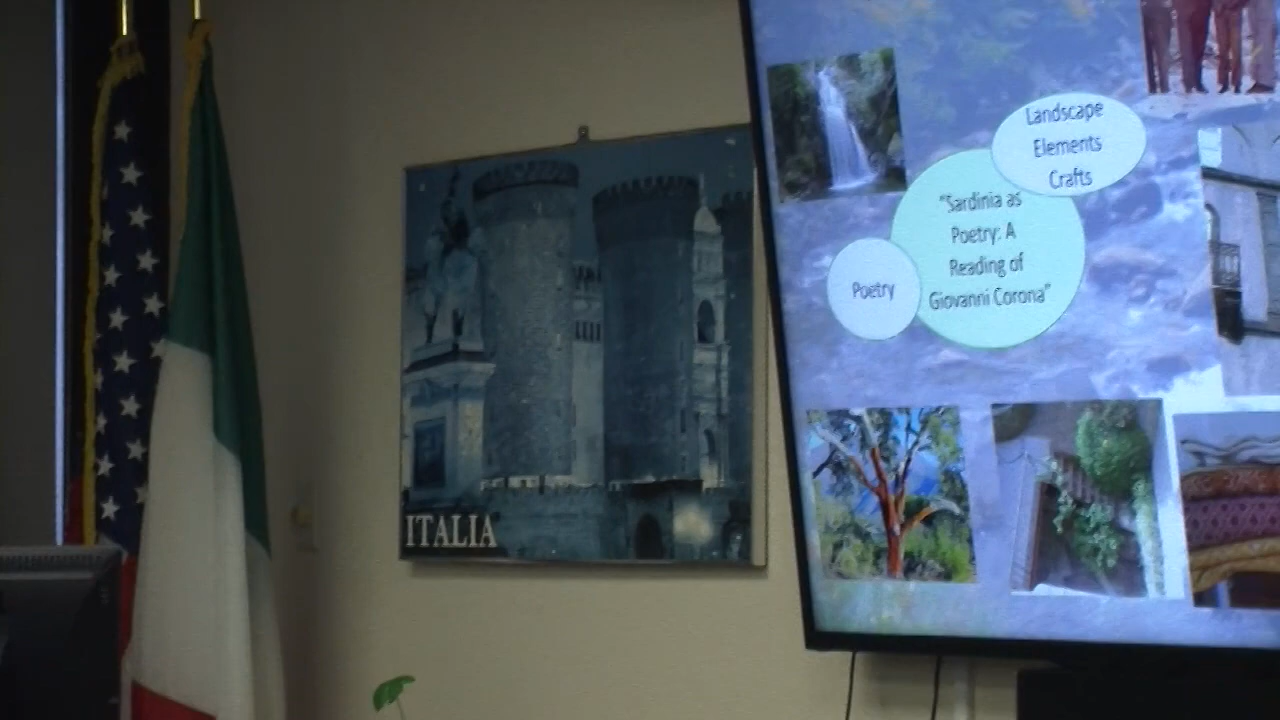 ITALIA
Landscape
Elements
Crafts
"Sardinia as
Poetry: A
Reading of
Giovanni Corona"
Poetry